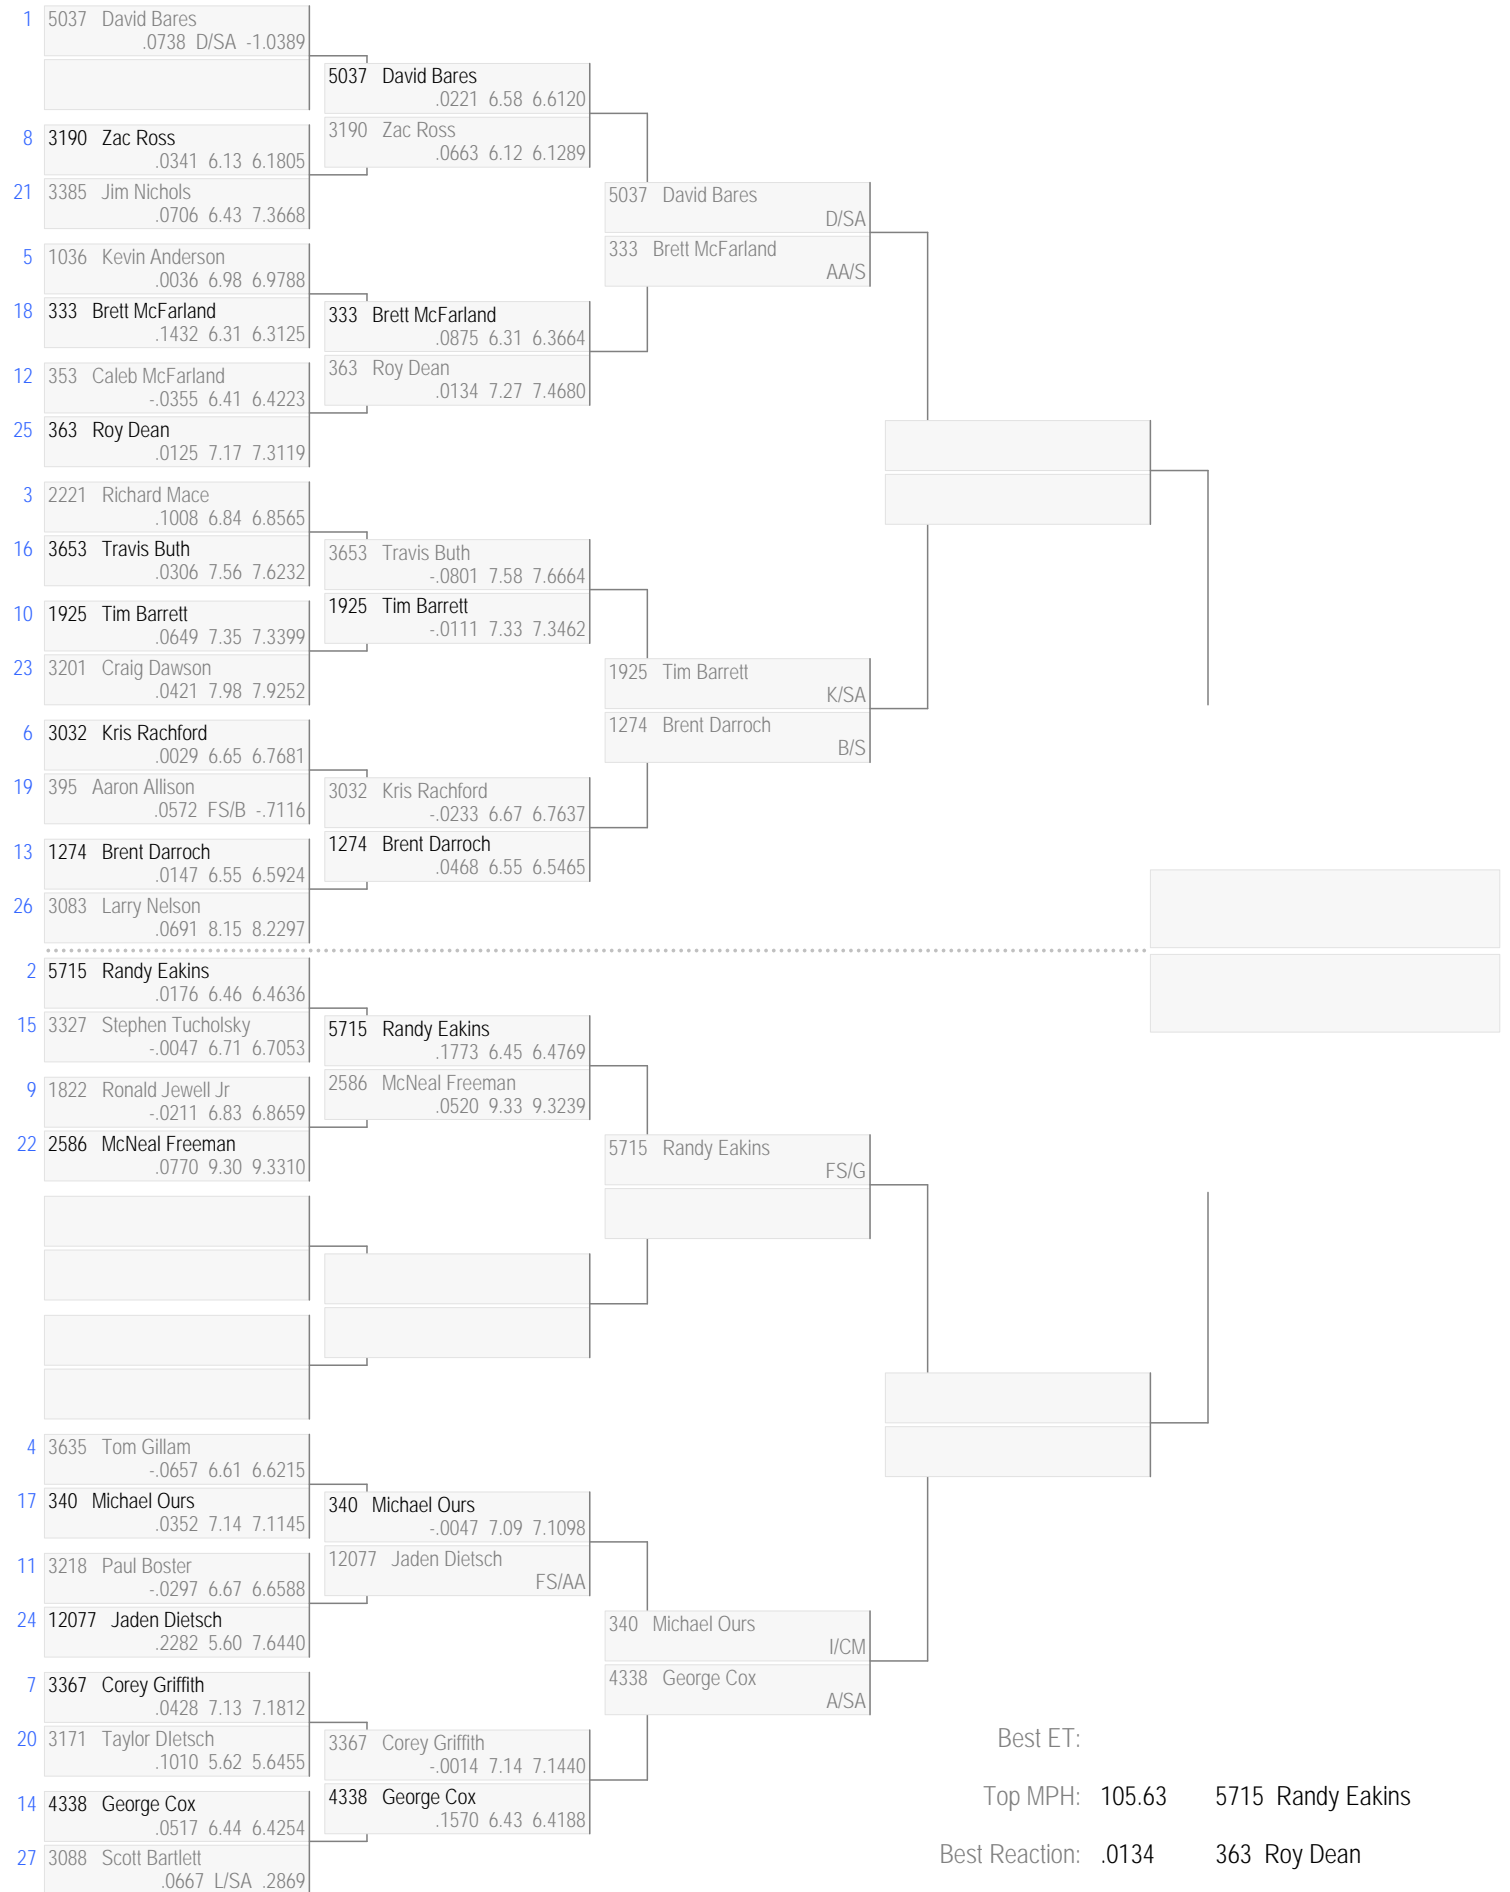 1 5037 David Bares
.0738 D/SA -1.0389
8 3190 Zac Ross
.0341 6.13 6.1805
21 3385 Jim Nichols
.0706 6.43 7.3668
5 1036 Kevin Anderson
.0036 6.98 6.9788
18 333 Brett McFarland
.1432 6.31 6.3125
12 353 Caleb McFarland
-.0355 6.41 6.4223
25 363 Roy Dean
.0125 7.17 7.3119
3 2221 Richard Mace
.1008 6.84 6.8565
16 3653 Travis Buth
.0306 7.56 7.6232
10 1925 Tim Barrett
.0649 7.35 7.3399
23 3201 Craig Dawson
.0421 7.98 7.9252
6 3032 Kris Rachford
.0029 6.65 6.7681
19 395 Aaron Allison
.0572 FS/B -.7116
13 1274 Brent Darroch
.0147 6.55 6.5924
26 3083 Larry Nelson
.0691 8.15 8.2297
2 5715 Randy Eakins
.0176 6.46 6.4636
15 3327 Stephen Tucholsky
-.0047 6.71 6.7053
9 1822 Ronald Jewell Jr
-.0211 6.83 6.8659
22 2586 McNeal Freeman
.0770 9.30 9.3310
4 3635 Tom Gillam
-.0657 6.61 6.6215
17 340 Michael Ours
.0352 7.14 7.1145
11 3218 Paul Boster
-.0297 6.67 6.6588
24 12077 Jaden Dietsch
.2282 5.60 7.6440
7 3367 Corey Griffith
.0428 7.13 7.1812
20 3171 Taylor DIetsch
.1010 5.62 5.6455
14 4338 George Cox
.0517 6.44 6.4254
27 3088 Scott Bartlett
.0667 L/SA .2869
5037 David Bares
.0221 6.58 6.6120
3190 Zac Ross
.0663 6.12 6.1289
333 Brett McFarland
.0875 6.31 6.3664
363 Roy Dean
.0134 7.27 7.4680
3653 Travis Buth
-.0801 7.58 7.6664
1925 Tim Barrett
-.0111 7.33 7.3462
3032 Kris Rachford
-.0233 6.67 6.7637
1274 Brent Darroch
.0468 6.55 6.5465
5715 Randy Eakins
.1773 6.45 6.4769
2586 McNeal Freeman
.0520 9.33 9.3239
340 Michael Ours
-.0047 7.09 7.1098
12077 Jaden Dietsch
FS/AA
3367 Corey Griffith
-.0014 7.14 7.1440
4338 George Cox
.1570 6.43 6.4188
5037 David Bares
D/SA
333 Brett McFarland
AA/S
1925 Tim Barrett
K/SA
1274 Brent Darroch
B/S
5715 Randy Eakins
FS/G
340 Michael Ours
I/CM
4338 George Cox
A/SA
Best ET:
Top MPH: 105.63 5715 Randy Eakins
Best Reaction: .0134 363 Roy Dean